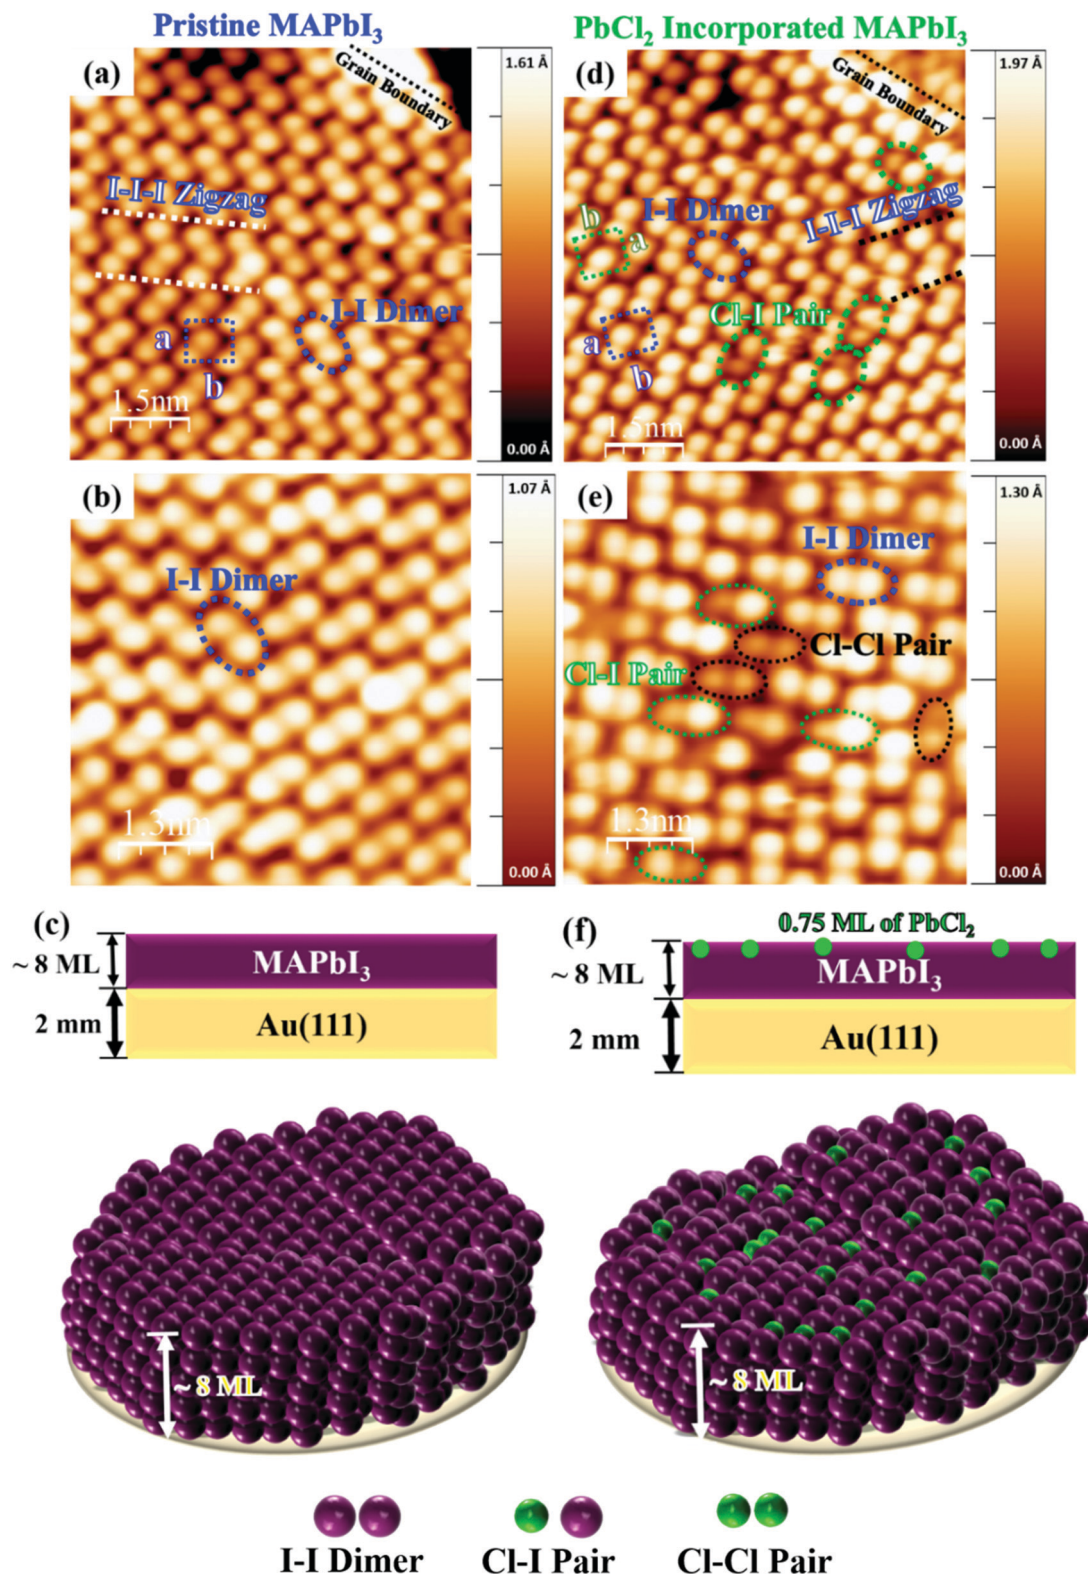 Pristine MAPbI3
PbCl2 Incorporated MAPbI3
(a)
Grain Boundary
I-I-I Zigzag
I-I Dimer
a
b
1.5nm
1.61 Å
0.00 Å
(d)
Grain Boundary
I-I Dimer
I-I-I Zigzag
b
a
Cl-I Pair
a
b
1.5nm
1.97 Å
0.00 Å
(b)
I-I Dimer
1.3nm
1.07 Å
0.00 Å
(e)
I-I Dimer
Cl-Cl Pair
Cl-I Pair
1.3nm
1.30 Å
0.00 Å
(c)
~ 8 ML
MAPbI3
2 mm
Au(111)
~ 8 ML
(f)
0.75 ML of PbCl2
~ 8 ML
MAPbI3
2 mm
Au(111)
~ 8 ML
I-I Dimer
Cl-I Pair
Cl-Cl Pair